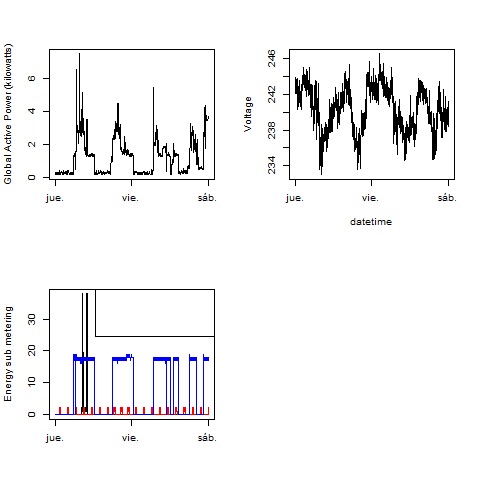 Global Active Power (kilowatts)
0 2 4 6
jue. vie. sáb.
Voltage
234 238 242 246
jue. vie. sáb.
datetime
Energy sub metering
0 10 20 30
jue. vie. sáb.